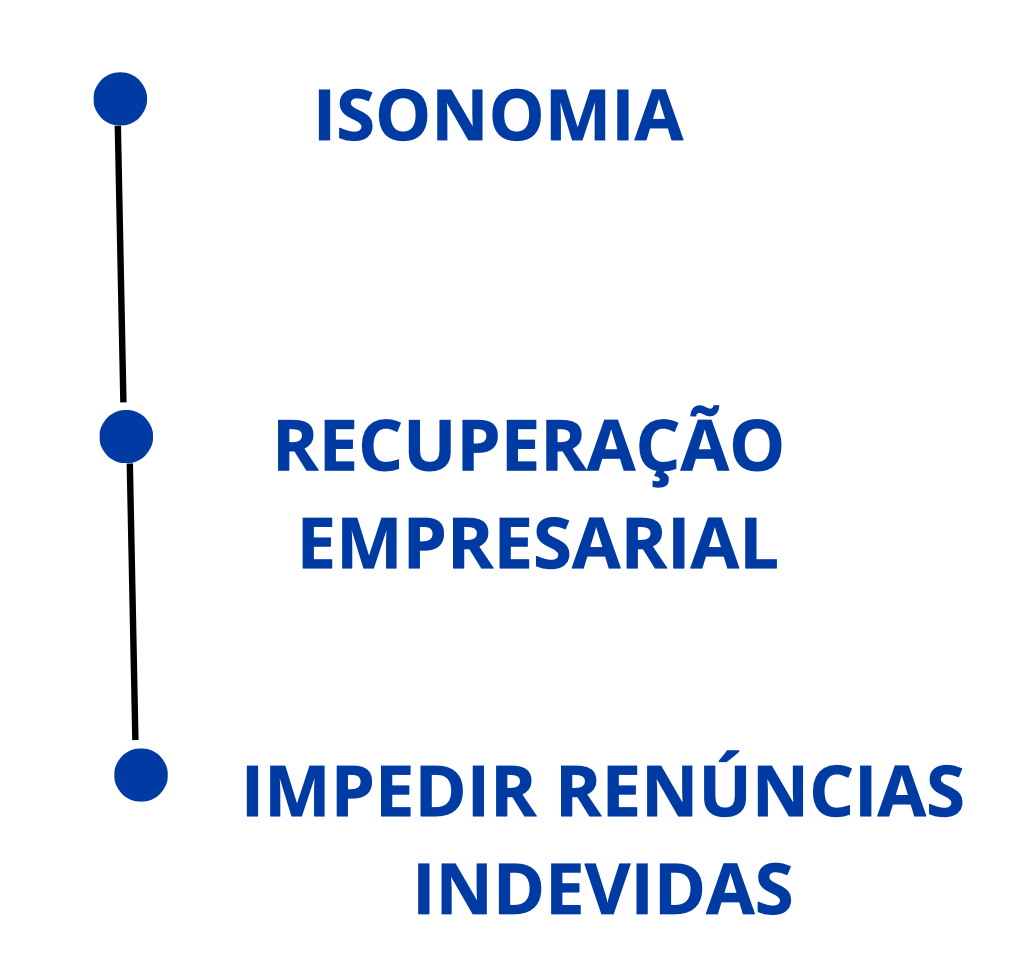 ISONOMIA
RECUPERAÇÃO
EMPRESARIAL
IMPEDIR RENÚNCIAS
INDEVIDAS